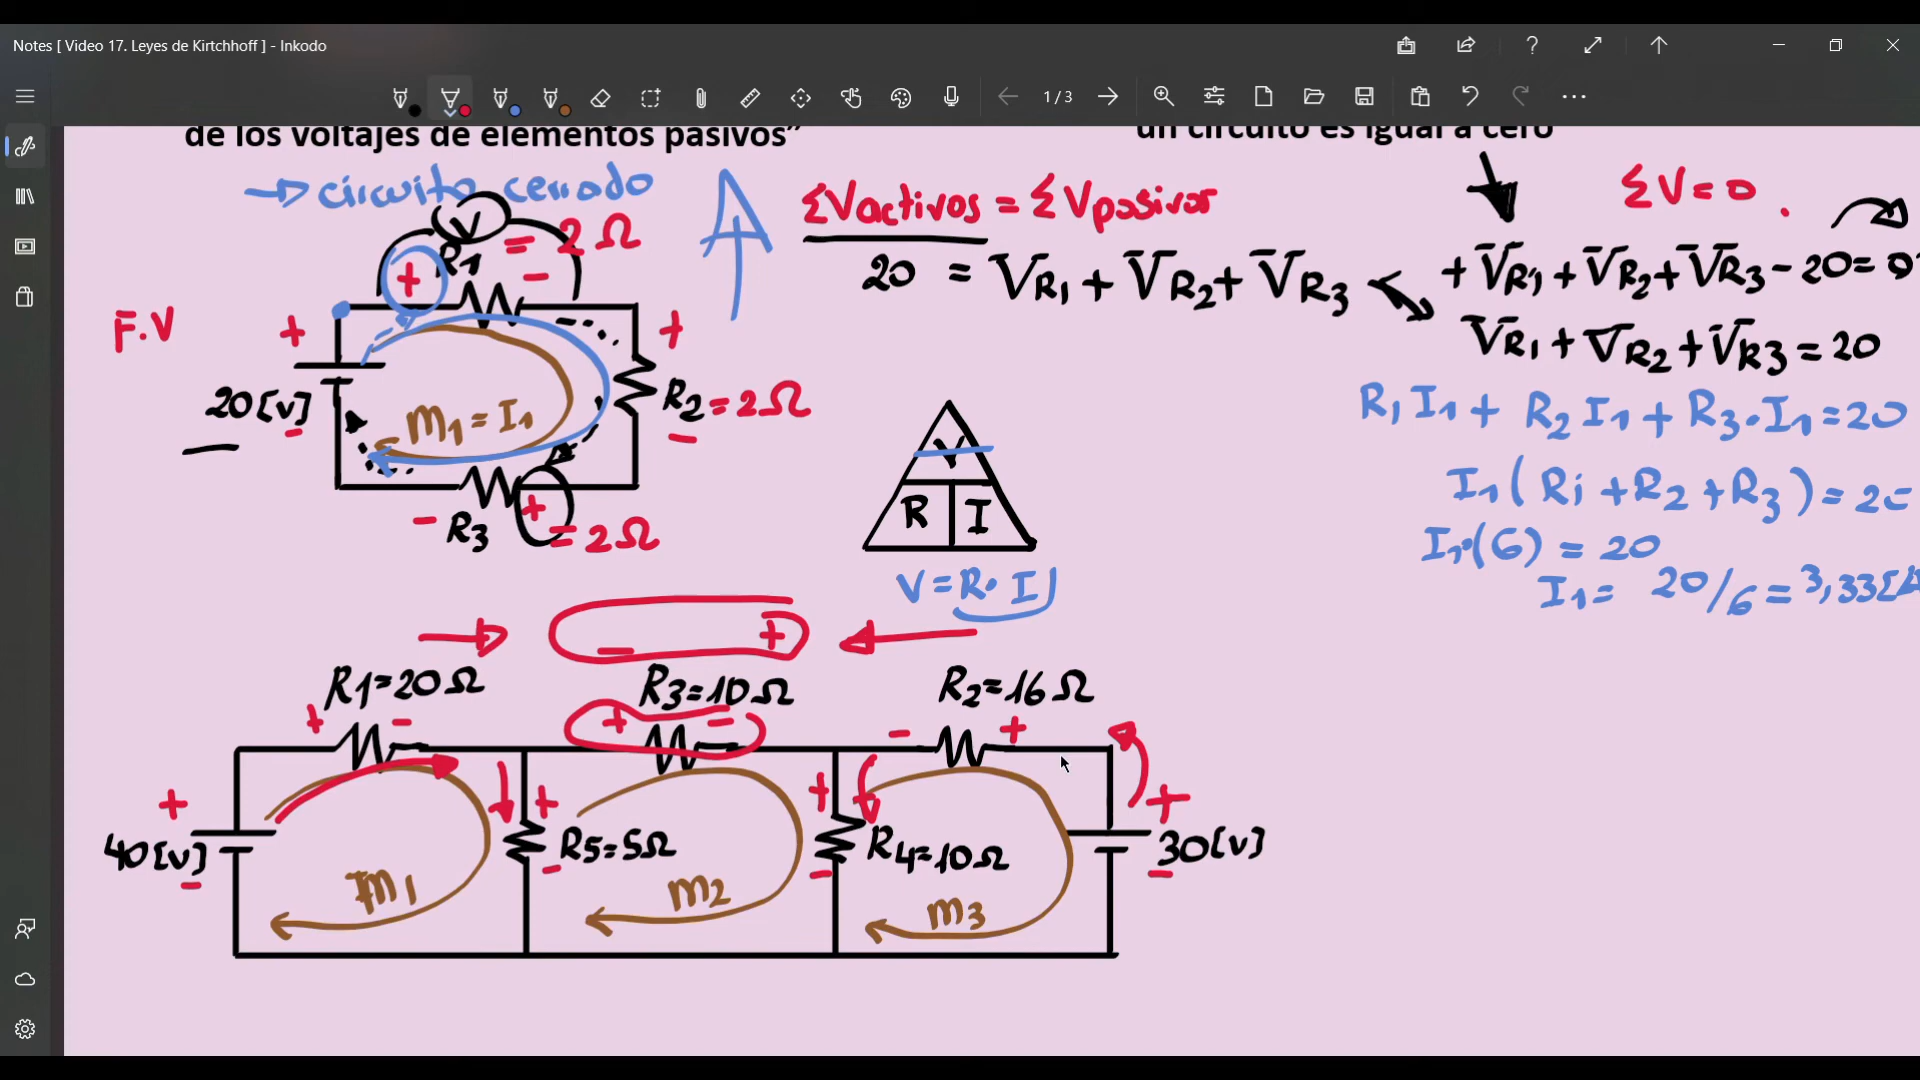 Notes [ Video 17. Leyes de Kirtchhoff ] - Inkodo
1 / 3
de los voltajes de elementos pasivos”
un circuito es igual a cero
→ circuito cerrado
ΣVactivos = ΣVpasivos
ΣV = 0
V
R1 = 2 Ω
+ -
20 = VR1 + VR2 + VR3
+ VR1 + VR2 + VR3 - 20 = 0
VR1 + VR2 + VR3 = 20
F.V
+
+
20[v]
-
m1 = I1
R2 = 2Ω
-
R1 I1 + R2 I1 + R3 · I1 = 20
V
R I
I1 ( R1 + R2 + R3 ) = 20
- R3 + = 2Ω
I1·(6) = 20
V = R · I
I1 = 20/6 = 3,33[A
- +
R1=20Ω
R3=10Ω
R2=16Ω
+ -
+ -
- +
+
40[v]
-
+
R5=5Ω
-
+
R4=10Ω
-
+
30[v]
-
m1
m2
m3